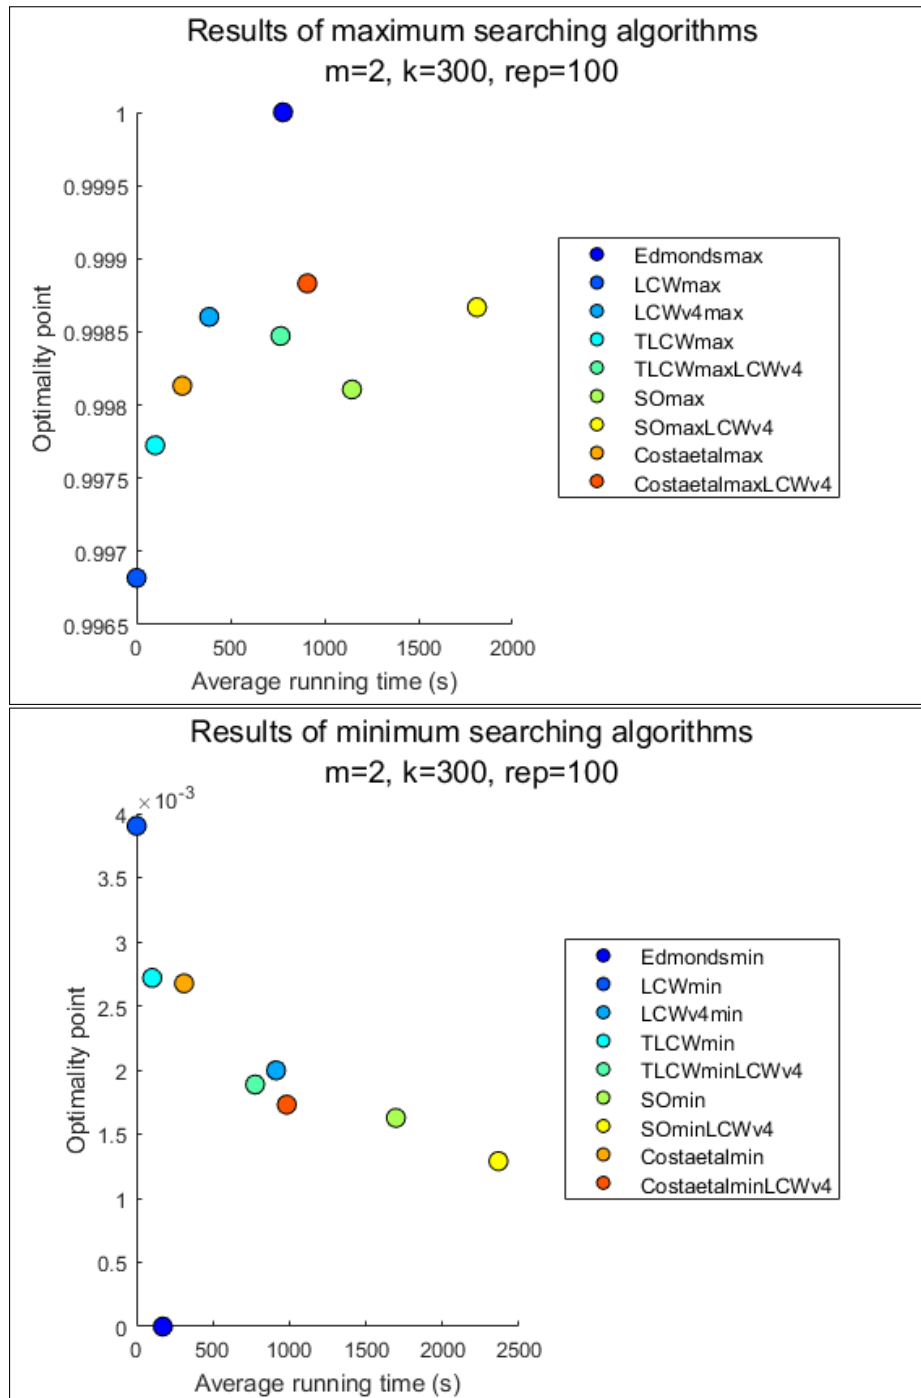 Results of maximum searching algorithms
m=2, k=300, rep=100
1
0.9995
0.999
0.9985
0.998
0.9975
0.997
0.9965
Optimality point
0 500 1000 1500 2000
Average running time (s)
Edmondsmax
LCWmax
LCWv4max
TLCWmax
TLCWmaxLCWv4
SOmax
SOmaxLCWv4
Costaetalmax
CostaetalmaxLCWv4
Results of minimum searching algorithms
m=2, k=300, rep=100
×10-3
4
3.5
3
2.5
2
1.5
1
0.5
0
Optimality point
0 500 1000 1500 2000 2500
Average running time (s)
Edmondsmin
LCWmin
LCWv4min
TLCWmin
TLCWminLCWv4
SOmin
SOminLCWv4
Costaetalmin
CostaetalminLCWv4